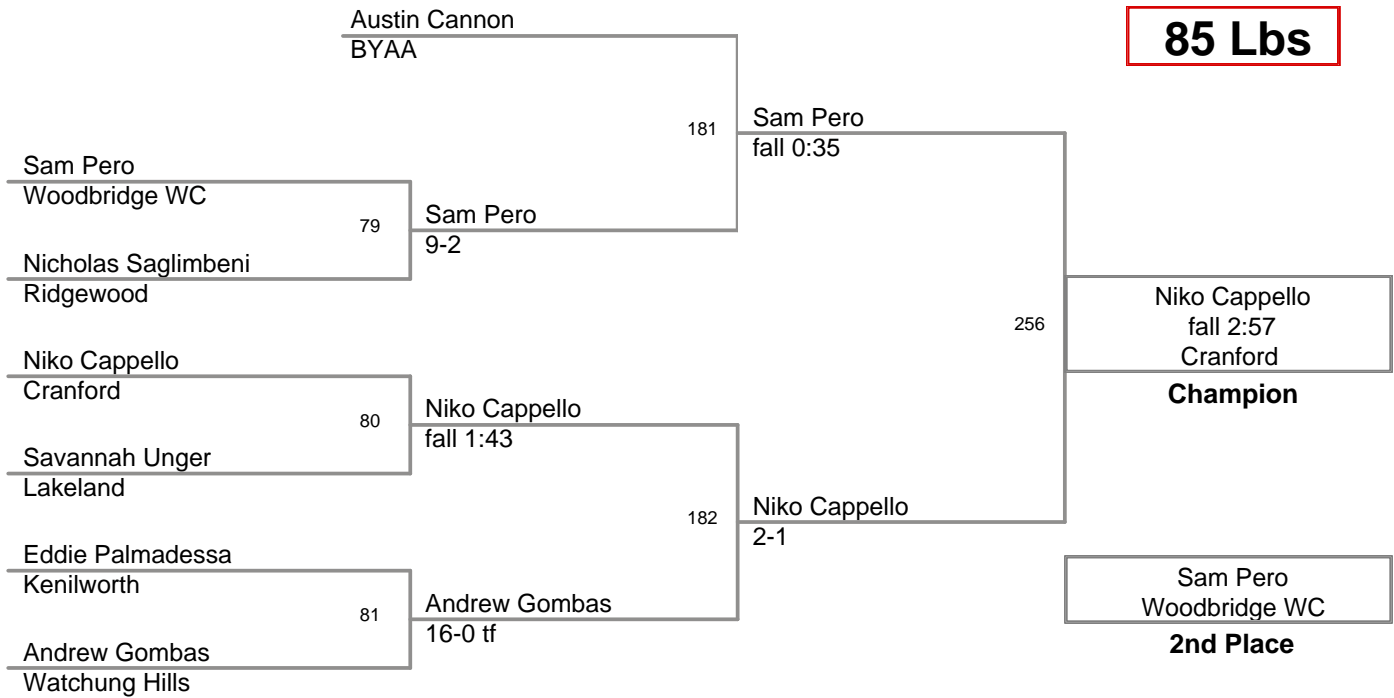 Austin Cannon
BYAA
85 Lbs
181
Sam Pero
fall 0:35
Sam Pero
Woodbridge WC
79
Sam Pero
9-2
Nicholas Saglimbeni
Ridgewood
256
Niko Cappello
fall 2:57
Cranford
Champion
Niko Cappello
Cranford
80
Niko Cappello
fall 1:43
Savannah Unger
Lakeland
182
Niko Cappello
2-1
Eddie Palmadessa
Kenilworth
81
Andrew Gombas
16-0 tf
Andrew Gombas
Watchung Hills
Sam Pero
Woodbridge WC
2nd Place